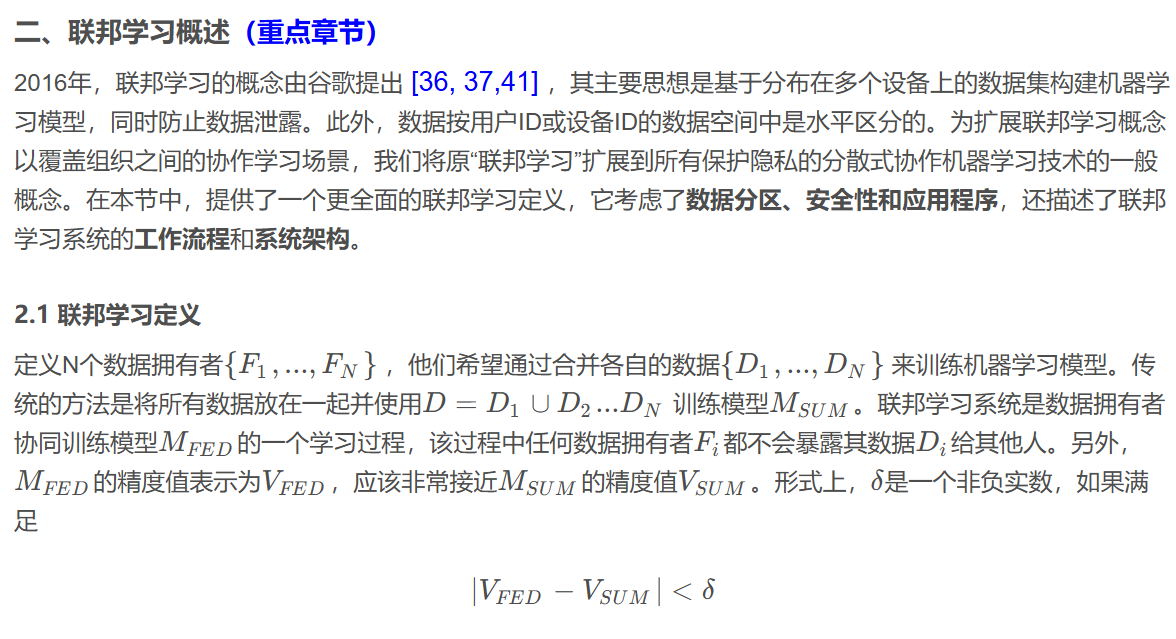 二、联邦学习概述（重点章节）
2016年，联邦学习的概念由谷歌提出 [36, 37,41] ，其主要思想是基于分布在多个设备上的数据集构建机器学
习模型，同时防止数据泄露。此外，数据按用户ID或设备ID的数据空间中是水平区分的。为扩展联邦学习概念
以覆盖组织之间的协作学习场景，我们将原“联邦学习”扩展到所有保护隐私的分散式协作机器学习技术的一般
概念。在本节中，提供了一个更全面的联邦学习定义，它考虑了数据分区、安全性和应用程序，还描述了联邦
学习系统的工作流程和系统架构。
2.1 联邦学习定义
定义N个数据拥有者{F_1, ..., F_N} ，他们希望通过合并各自的数据{D_1, ..., D_N} 来训练机器学习模型。传
统的方法是将所有数据放在一起并使用D = D_1 ∪ D_2 ... D_N 训练模型M_{SUM} 。联邦学习系统是数据拥有者
协同训练模型M_{FED} 的一个学习过程，该过程中任何数据拥有者F_i 都不会暴露其数据D_i 给其他人。另外，
M_{FED} 的精度值表示为V_{FED} ，应该非常接近M_{SUM} 的精度值V_{SUM} 。形式上，δ是一个非负实数，如果满
足
|V_{FED} − V_{SUM}| < δ